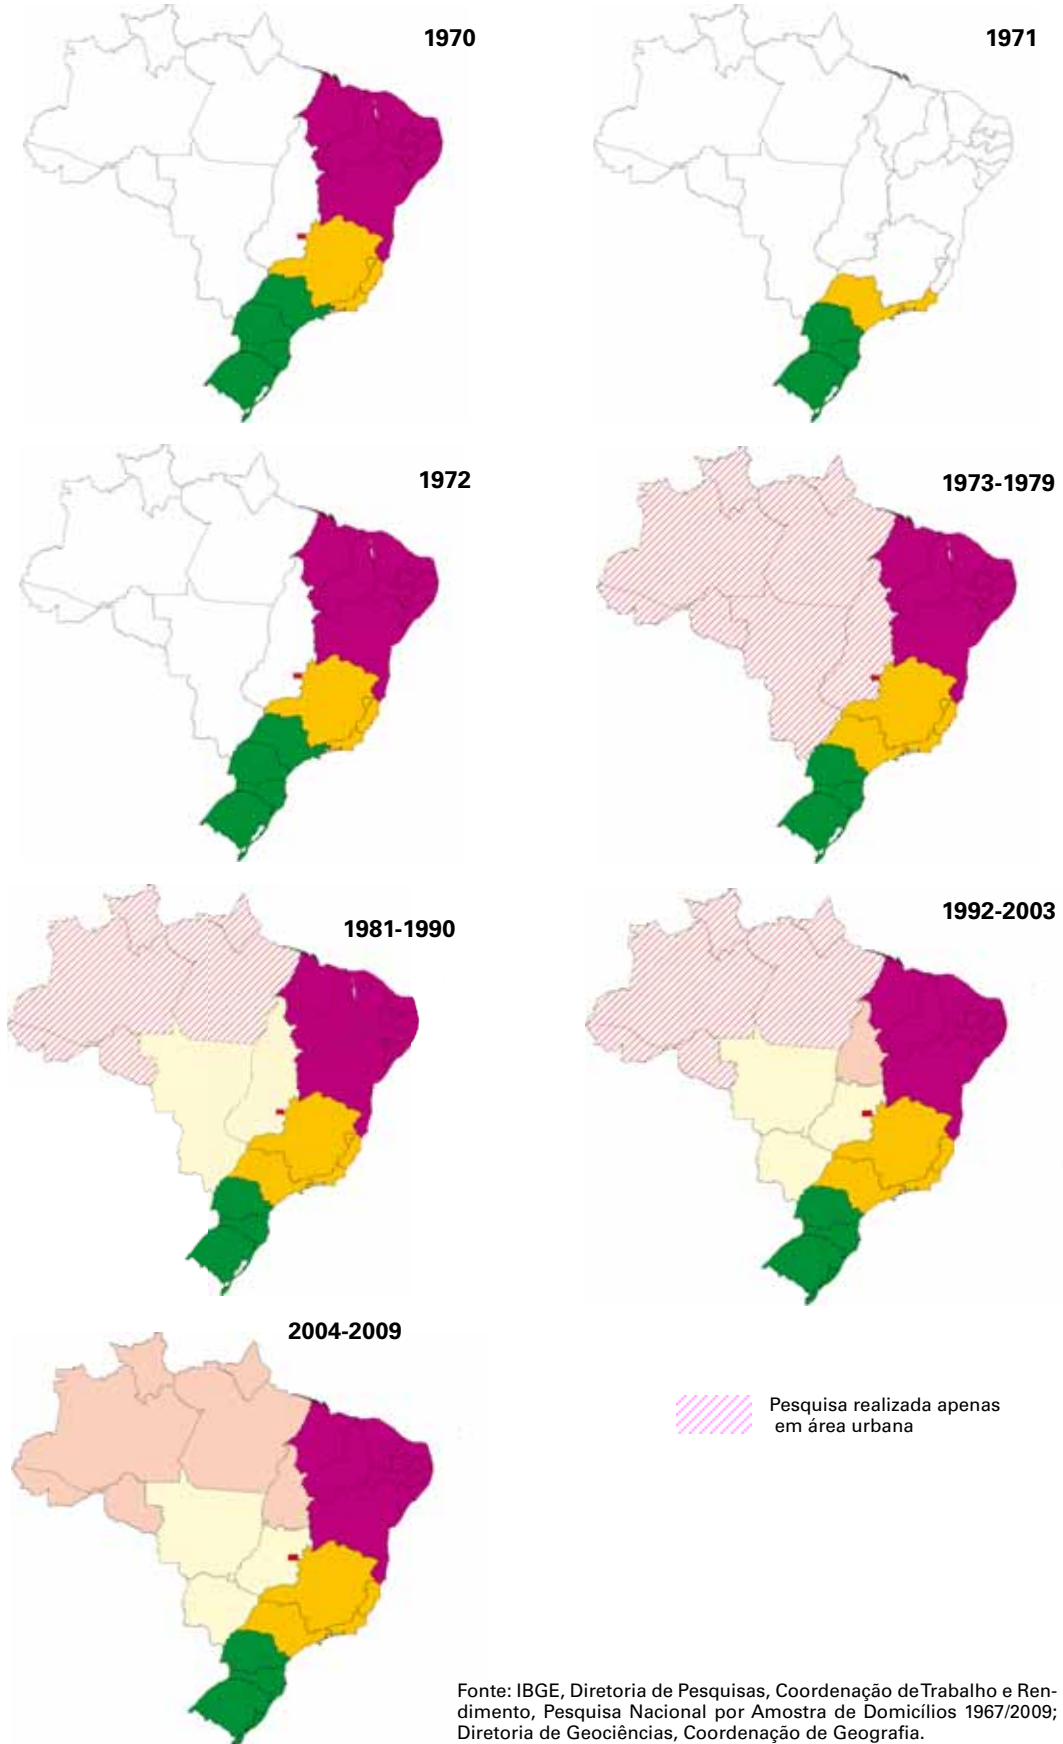 1970
1971
1972
1973-1979
1981-1990
1992-2003
2004-2009
Pesquisa realizada apenas
em área urbana
Fonte: IBGE, Diretoria de Pesquisas, Coordenação de Trabalho e Ren-
dimento, Pesquisa Nacional por Amostra de Domicílios 1967/2009;
Diretoria de Geociências, Coordenação de Geografia.